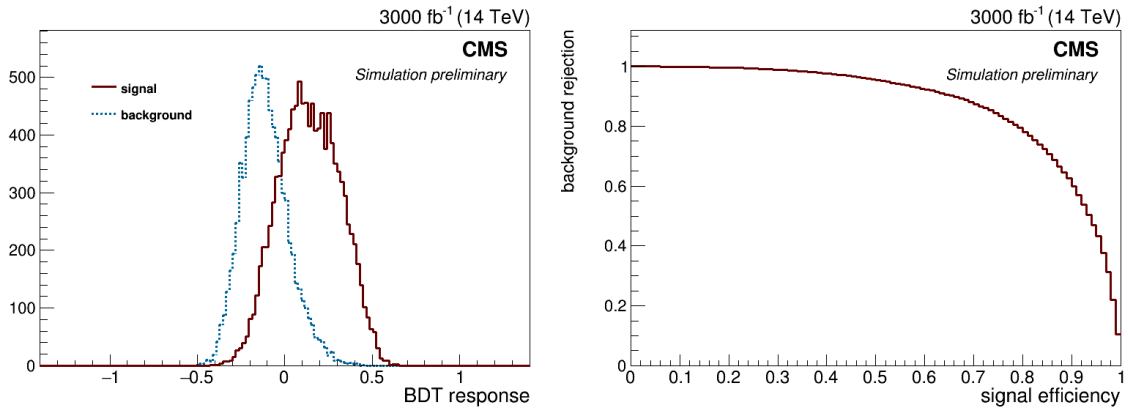 3000 fb⁻¹ (14 TeV)
CMS
Simulation preliminary
signal
background
500
400
300
200
100
0
−1 −0.5 0 0.5 1
BDT response
3000 fb⁻¹ (14 TeV)
background rejection
CMS
Simulation preliminary
1
0.8
0.6
0.4
0.2
0
0 0.1 0.2 0.3 0.4 0.5 0.6 0.7 0.8 0.9 1
signal efficiency